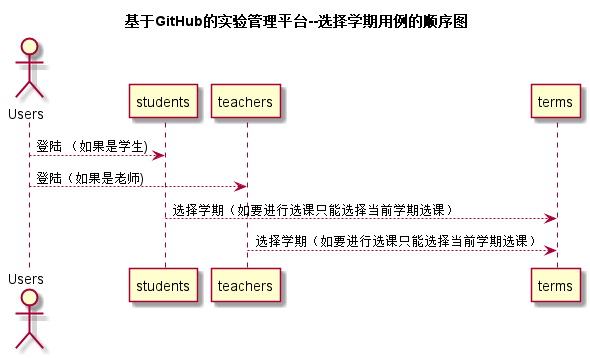 基于GitHub的实验管理平台--选择学期用例的顺序图
Users
students
teachers
terms
登陆 （如果是学生)
登陆（如果是老师)
选择学期（如要进行选课只能选择当前学期选课）
选择学期（如要进行选课只能选择当前学期选课）
Users
students
teachers
terms